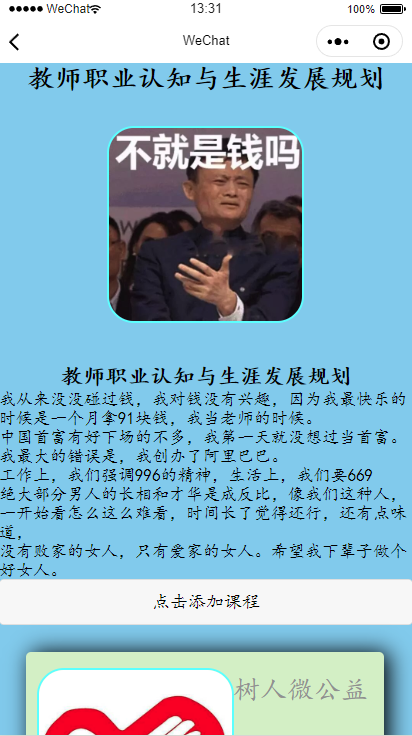 WeChat
13:31
100%
WeChat
教师职业认知与生涯发展规划
不就是钱吗
教师职业认知与生涯发展规划
我从来没没碰过钱，我对钱没有兴趣，因为我最快乐的
时候是一个月拿91块钱，我当老师的时候。
中国首富有好下场的不多，我第一天就没想过当首富。
我最大的错误是，我创办了阿里巴巴。
工作上，我们强调996的精神，生活上，我们要669
绝大部分男人的长相和才华是成反比，像我们这种人，
一开始看怎么这么难看，时间长了觉得还行，还有点味
道，
没有败家的女人，只有爱家的女人。希望我下辈子做个
好女人。
点击添加课程
树人微公益